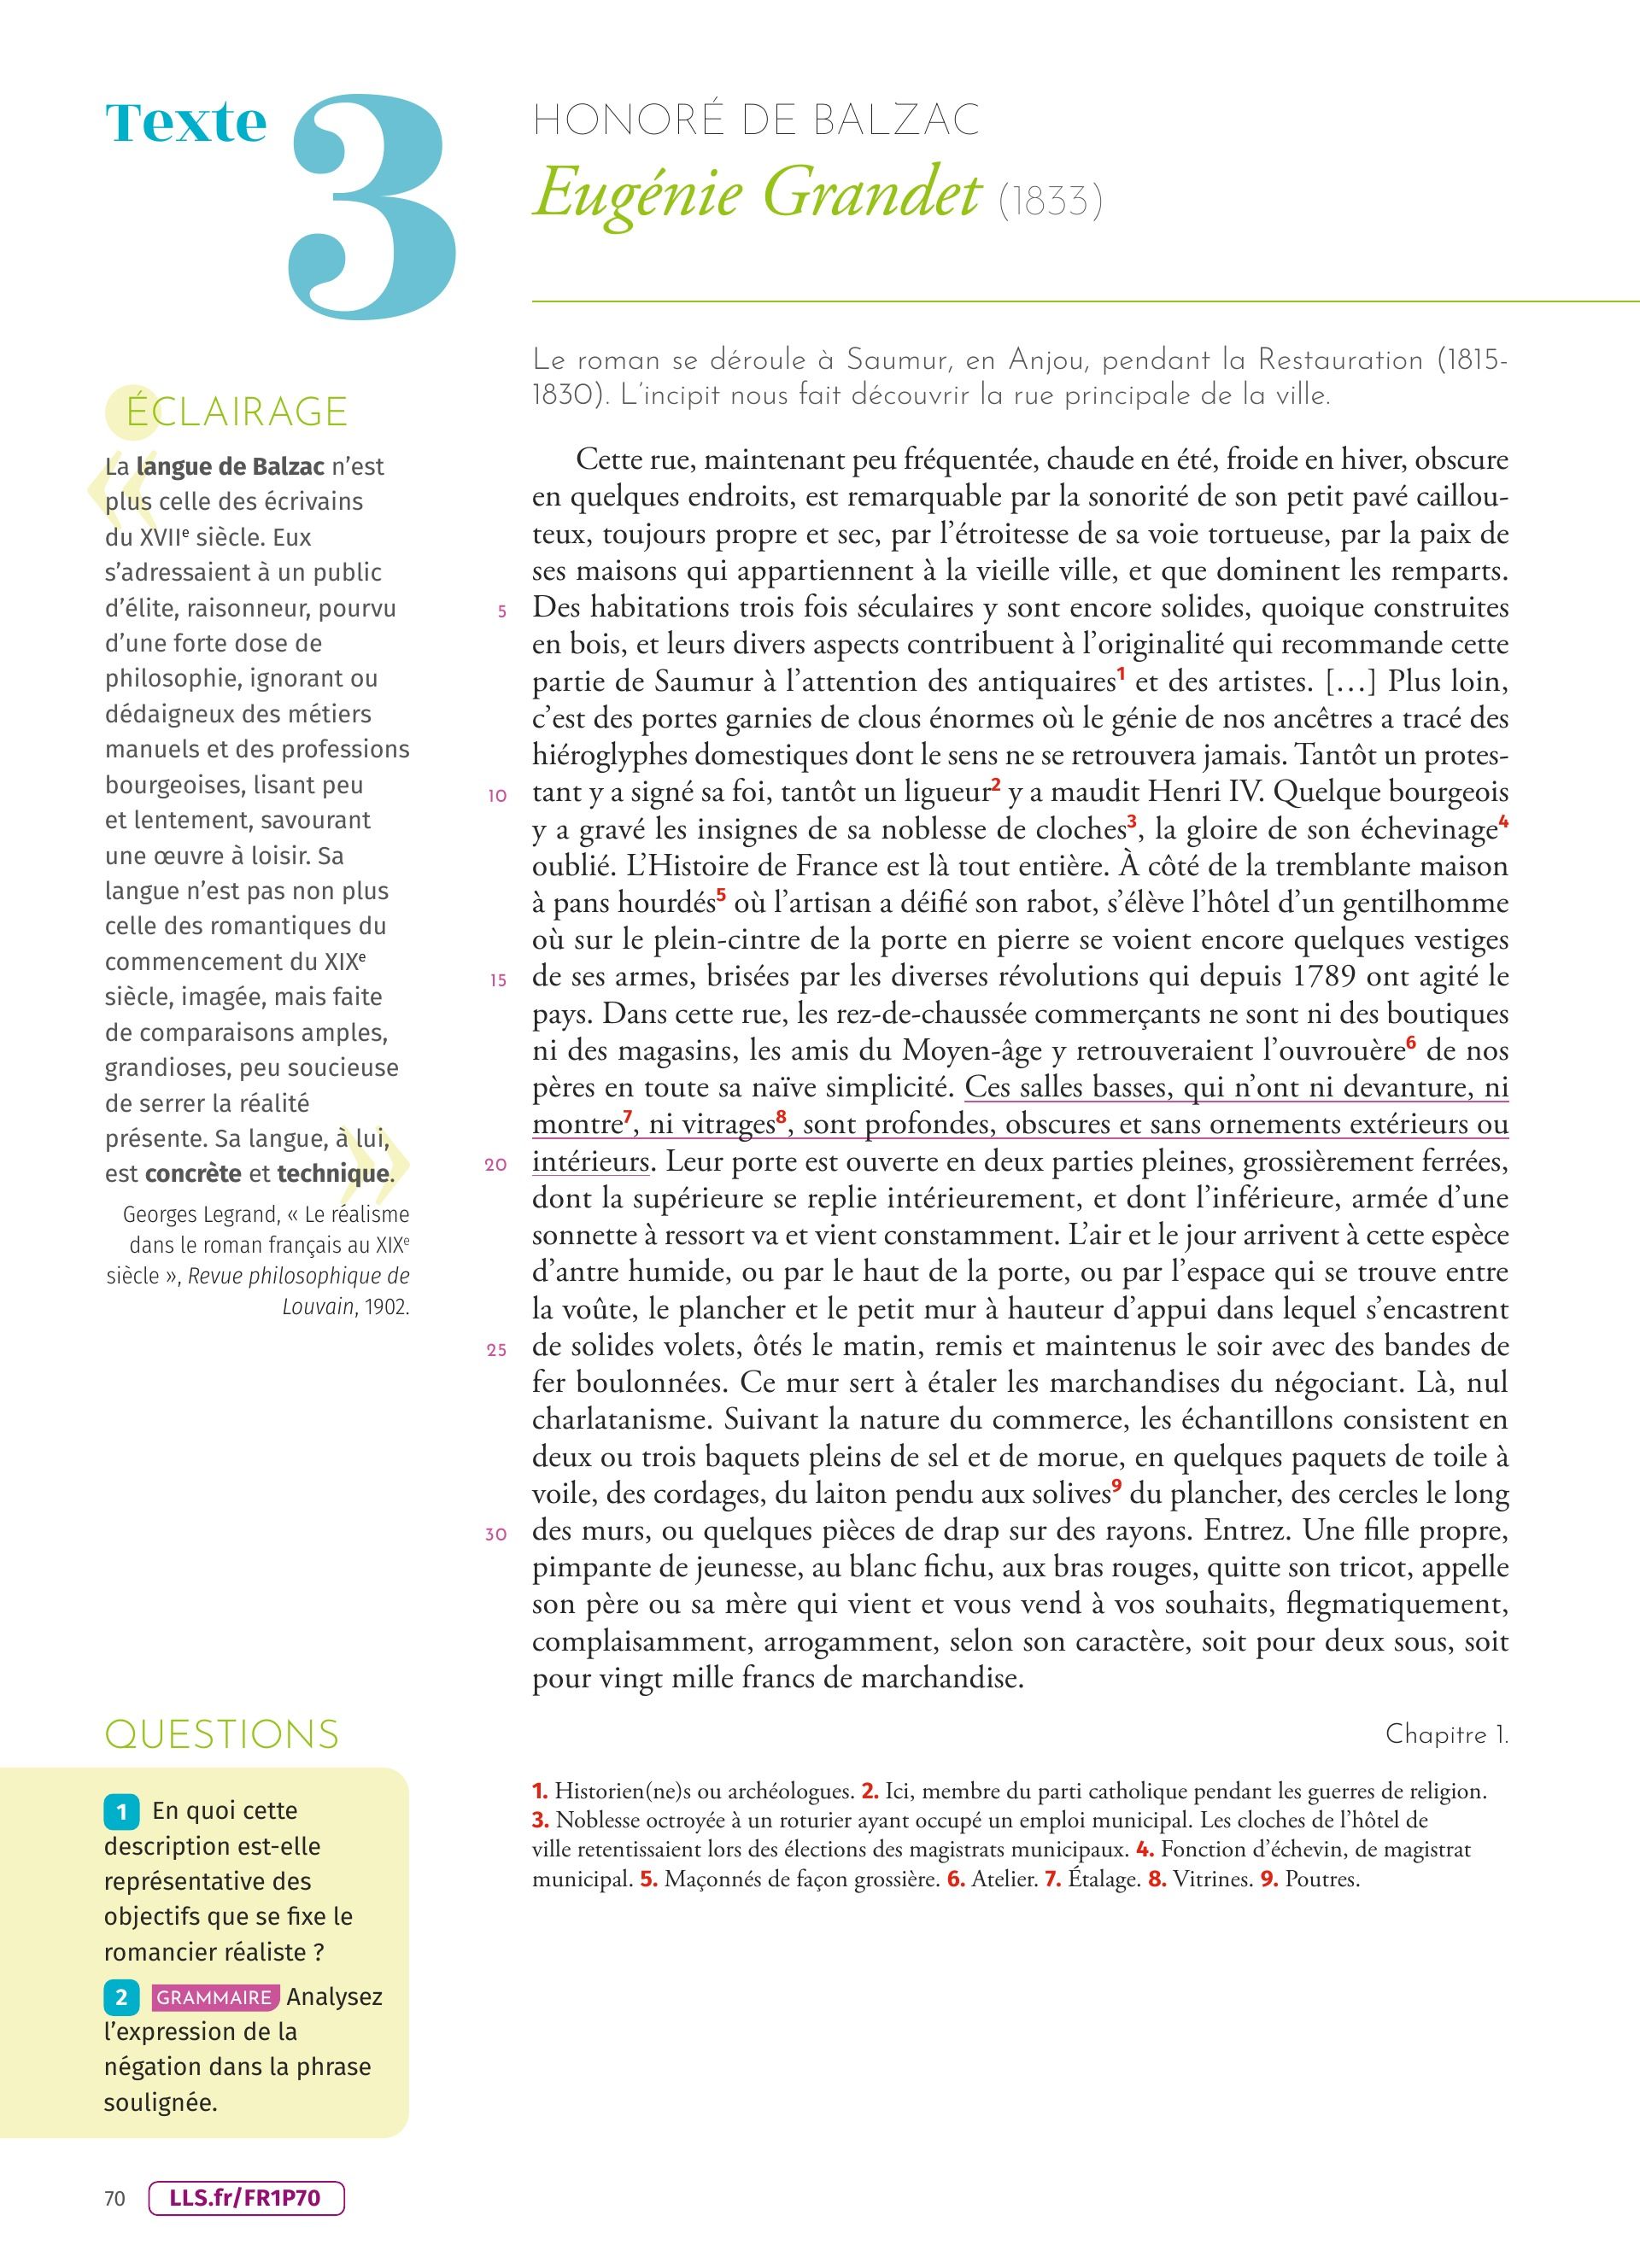 Texte 3
HONORÉ DE BALZAC
Eugénie Grandet (1833)
Le roman se déroule à Saumur, en Anjou, pendant la Restauration (1815-
1830). L'incipit nous fait découvrir la rue principale de la ville.
ÉCLAIRAGE
«
La langue de Balzac n'est
plus celle des écrivains
du XVIIe siècle. Eux
s'adressaient à un public
d'élite, raisonneur, pourvu
d'une forte dose de
philosophie, ignorant ou
dédaigneux des métiers
manuels et des professions
bourgeoises, lisant peu
et lentement, savourant
une œuvre à loisir. Sa
langue n'est pas non plus
celle des romantiques du
commencement du XIXe
siècle, imagée, mais faite
de comparaisons amples,
grandioses, peu soucieuse
de serrer la réalité
présente. Sa langue, à lui,
est concrète et technique.
»
Georges Legrand, « Le réalisme
dans le roman français au XIXe
siècle », Revue philosophique de
Louvain, 1902.
Cette rue, maintenant peu fréquentée, chaude en été, froide en hiver, obscure
en quelques endroits, est remarquable par la sonorité de son petit pavé caillou-
teux, toujours propre et sec, par l'étroitesse de sa voie tortueuse, par la paix de
ses maisons qui appartiennent à la vieille ville, et que dominent les remparts.
5 Des habitations trois fois séculaires y sont encore solides, quoique construites
en bois, et leurs divers aspects contribuent à l'originalité qui recommande cette
partie de Saumur à l'attention des antiquaires1 et des artistes. […] Plus loin,
c'est des portes garnies de clous énormes où le génie de nos ancêtres a tracé des
hiéroglyphes domestiques dont le sens ne se retrouvera jamais. Tantôt un protes-
10 tant y a signé sa foi, tantôt un ligueur2 y a maudit Henri IV. Quelque bourgeois
y a gravé les insignes de sa noblesse de cloches3, la gloire de son échevinage4
oublié. L'Histoire de France est là tout entière. À côté de la tremblante maison
à pans hourdés5 où l'artisan a déifié son rabot, s'élève l'hôtel d'un gentilhomme
où sur le plein-cintre de la porte en pierre se voient encore quelques vestiges
15 de ses armes, brisées par les diverses révolutions qui depuis 1789 ont agité le
pays. Dans cette rue, les rez-de-chaussée commerçants ne sont ni des boutiques
ni des magasins, les amis du Moyen-âge y retrouveraient l'ouvrouère6 de nos
pères en toute sa naïve simplicité. Ces salles basses, qui n'ont ni devanture, ni
montre7, ni vitrages8, sont profondes, obscures et sans ornements extérieurs ou
20 intérieurs. Leur porte est ouverte en deux parties pleines, grossièrement ferrées,
dont la supérieure se replie intérieurement, et dont l'inférieure, armée d'une
sonnette à ressort va et vient constamment. L'air et le jour arrivent à cette espèce
d'antre humide, ou par le haut de la porte, ou par l'espace qui se trouve entre
la voûte, le plancher et le petit mur à hauteur d'appui dans lequel s'encastrent
25 de solides volets, ôtés le matin, remis et maintenus le soir avec des bandes de
fer boulonnées. Ce mur sert à étaler les marchandises du négociant. Là, nul
charlatanisme. Suivant la nature du commerce, les échantillons consistent en
deux ou trois baquets pleins de sel et de morue, en quelques paquets de toile à
voile, des cordages, du laiton pendu aux solives9 du plancher, des cercles le long
30 des murs, ou quelques pièces de drap sur des rayons. Entrez. Une fille propre,
pimpante de jeunesse, au blanc fichu, aux bras rouges, quitte son tricot, appelle
son père ou sa mère qui vient et vous vend à vos souhaits, flegmatiquement,
complaisamment, arrogamment, selon son caractère, soit pour deux sous, soit
pour vingt mille francs de marchandise.
Chapitre 1.
1. Historien(ne)s ou archéologues. 2. Ici, membre du parti catholique pendant les guerres de religion.
3. Noblesse octroyée à un roturier ayant occupé un emploi municipal. Les cloches de l'hôtel de
ville retentissaient lors des élections des magistrats municipaux. 4. Fonction d'échevin, de magistrat
municipal. 5. Maçonnés de façon grossière. 6. Atelier. 7. Étalage. 8. Vitrines. 9. Poutres.
QUESTIONS
1 En quoi cette
description est-elle
représentative des
objectifs que se fixe le
romancier réaliste ?
2 GRAMMAIRE Analysez
l'expression de la
négation dans la phrase
soulignée.
70 LLS.fr/FR1P70